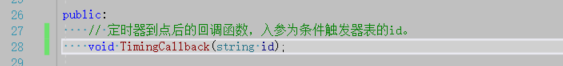 26 public:
27 // 定时器到点后的回调函数，入参为条件触发器表的id。
28 void TimingCallback(string id);
29